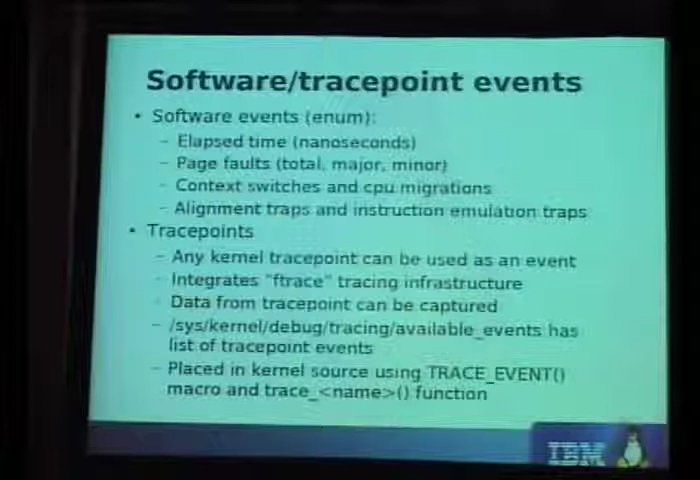 Software/tracepoint events
• Software events (enum):
– Elapsed time (nanoseconds)
– Page faults (total, major, minor)
– Context switches and cpu migrations
– Alignment traps and instruction emulation traps
• Tracepoints
– Any kernel tracepoint can be used as an event
– Integrates "ftrace" tracing infrastructure
– Data from tracepoint can be captured
– /sys/kernel/debug/tracing/available_events has
list of tracepoint events
– Placed in kernel source using TRACE_EVENT()
macro and trace_<name>() function
IBM